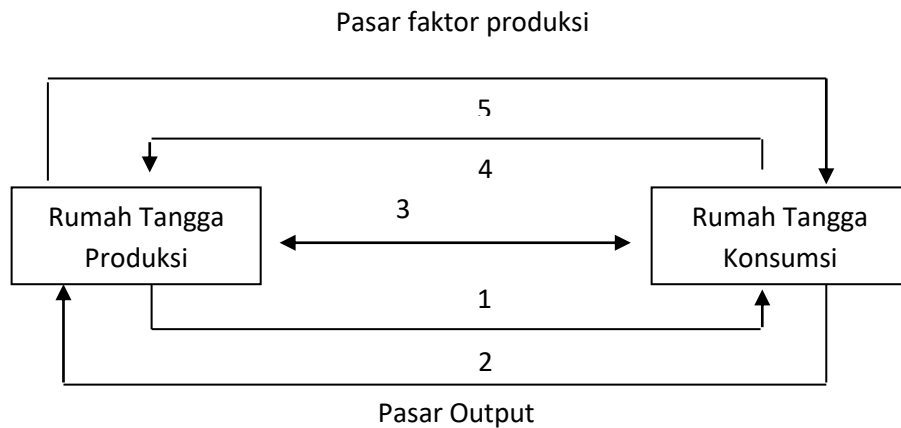 Pasar faktor produksi
5
4
Rumah Tangga
Produksi
3
Rumah Tangga
Konsumsi
1
2
Pasar Output